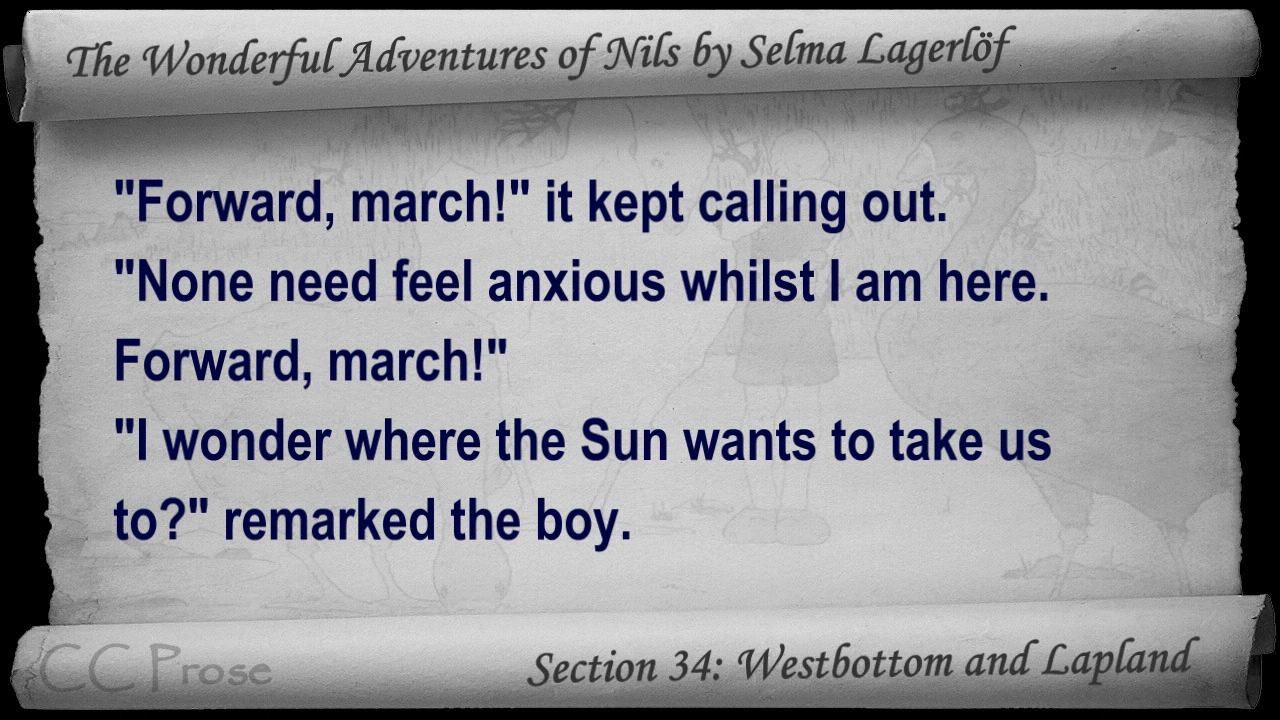 The Wonderful Adventures of Nils by Selma Lagerlöf
"Forward, march!" it kept calling out.
"None need feel anxious whilst I am here.
Forward, march!"
"I wonder where the Sun wants to take us
to?" remarked the boy.
CC Prose
Section 34: Westbottom and Lapland